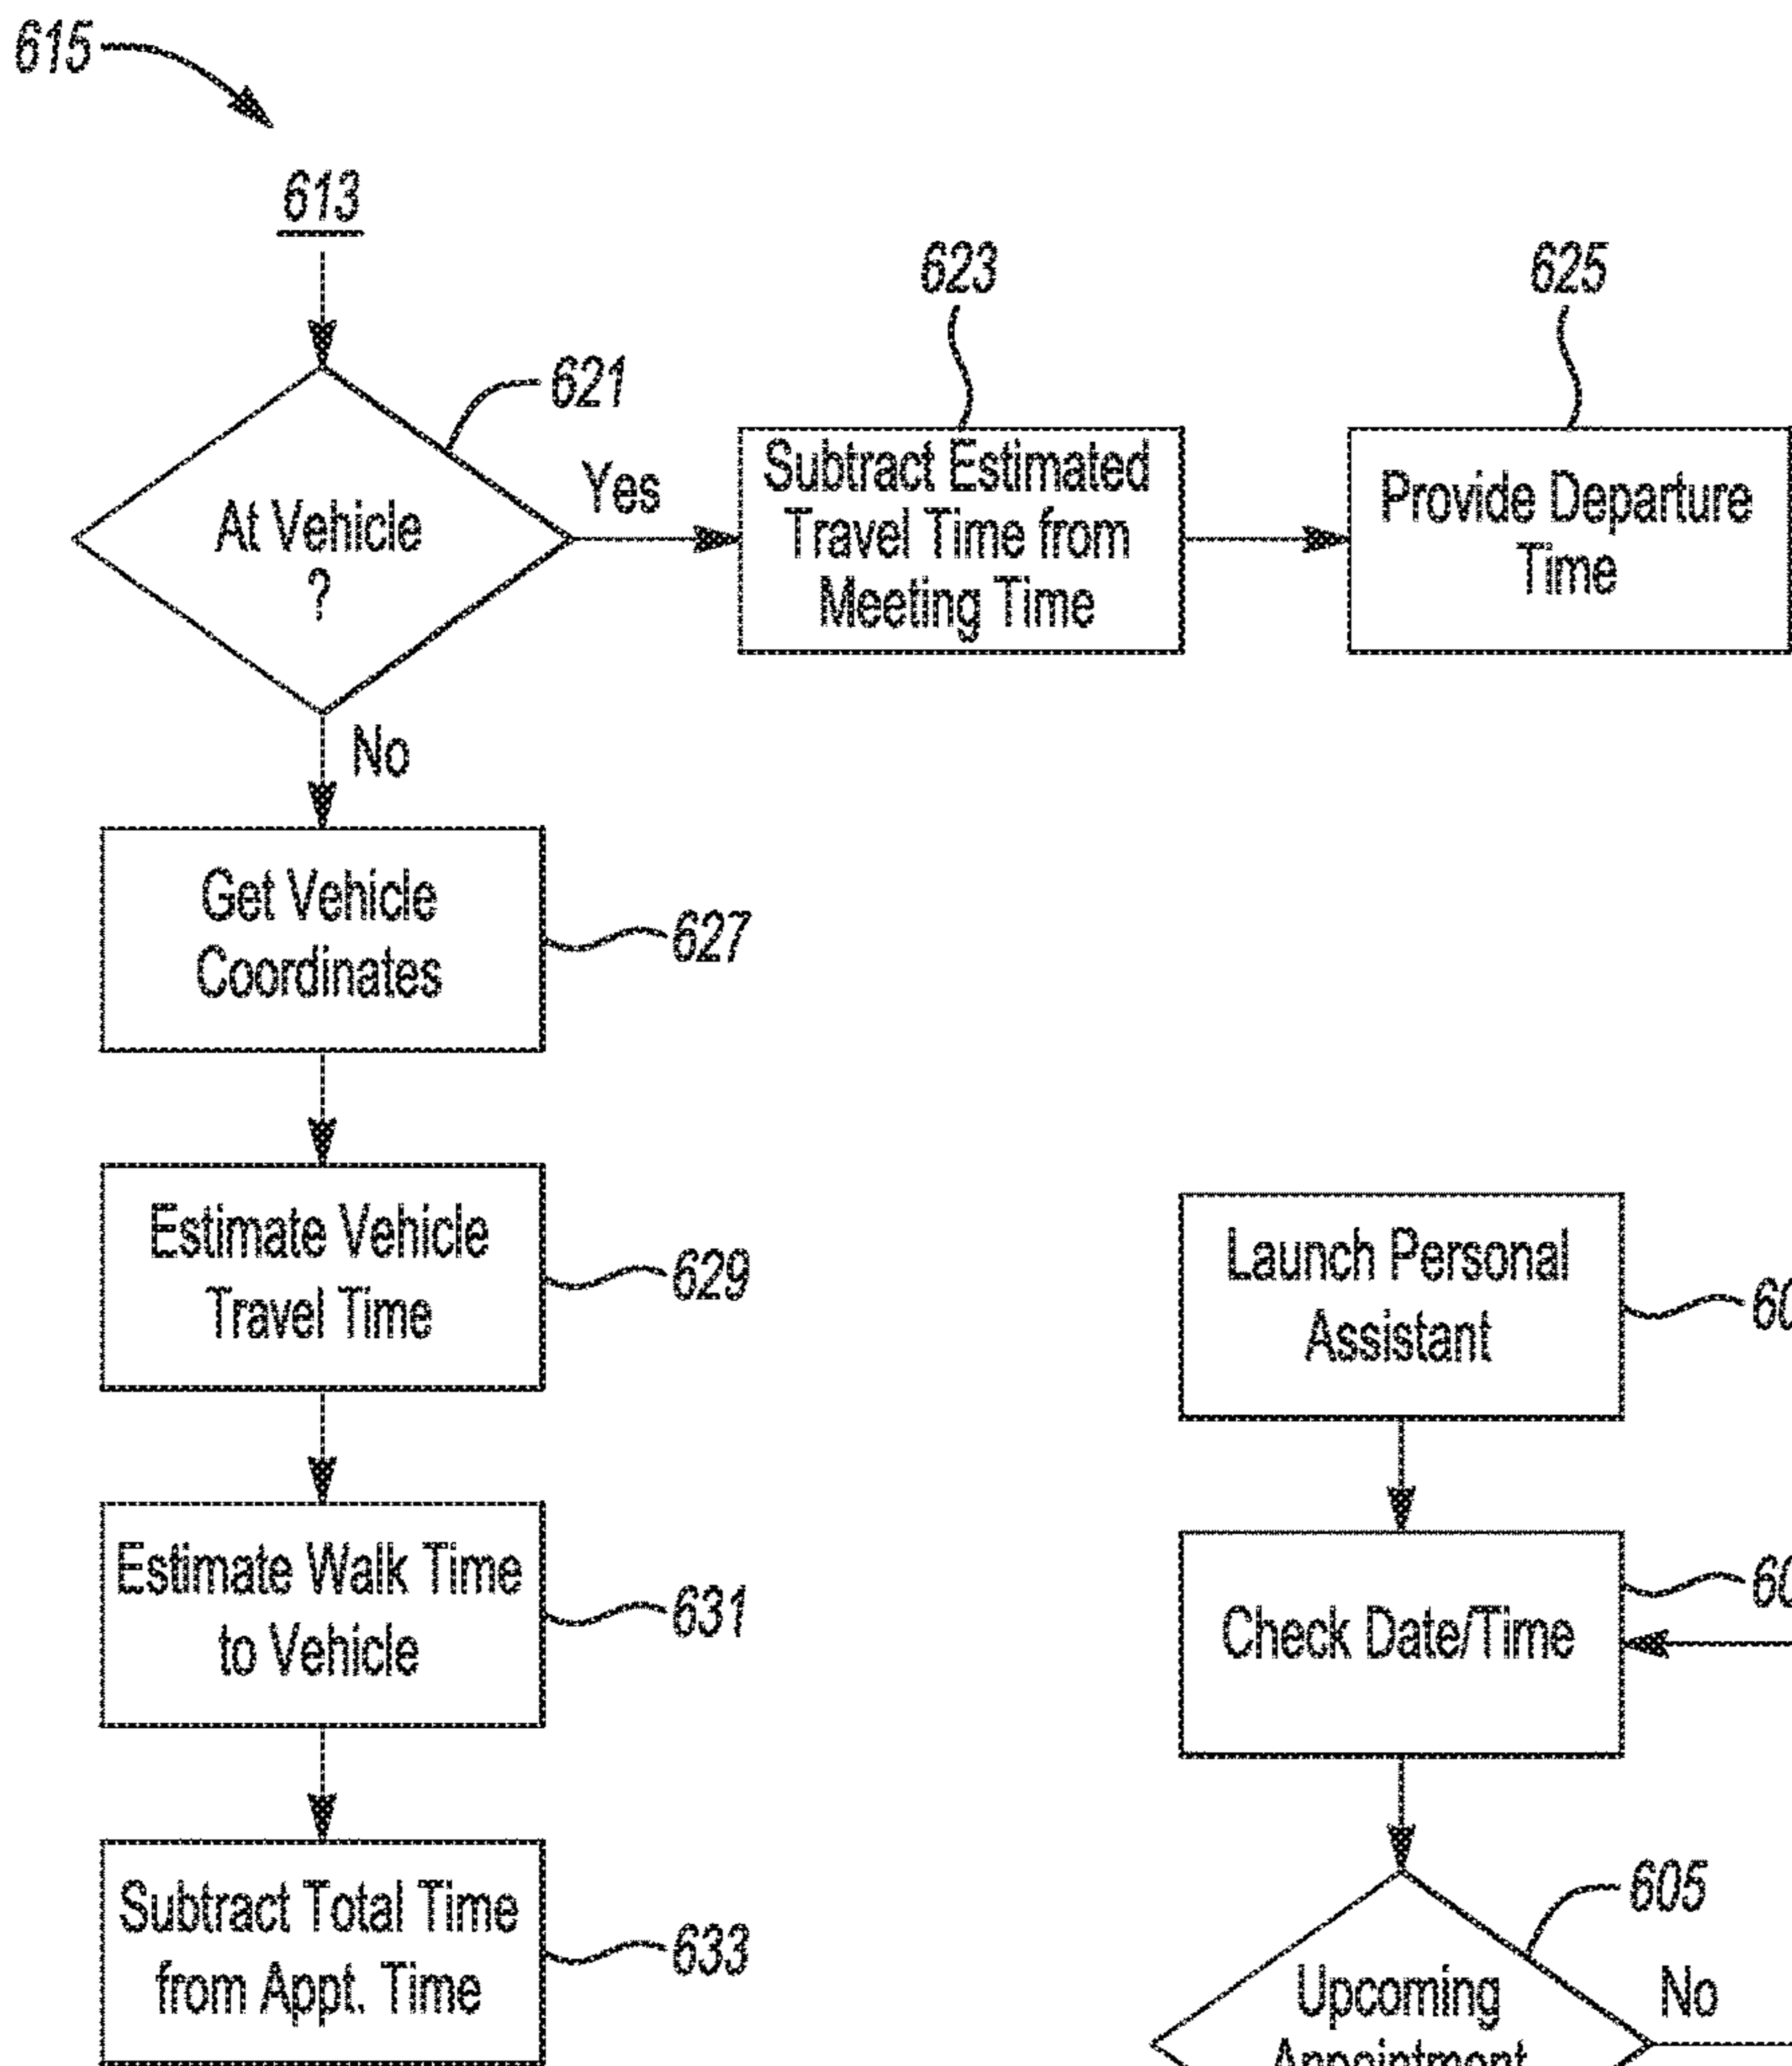 615
613
621
At Vehicle
?
Yes
623
Subtract Estimated
Travel Time from
Meeting Time
625
Provide Departure
Time
No
Get Vehicle
Coordinates
627
Estimate Vehicle
Travel Time
629
Estimate Walk Time
to Vehicle
631
Subtract Total Time
from Appt. Time
633
Launch Personal
Assistant
Check Date/Time
605
Upcoming
Appointment
No